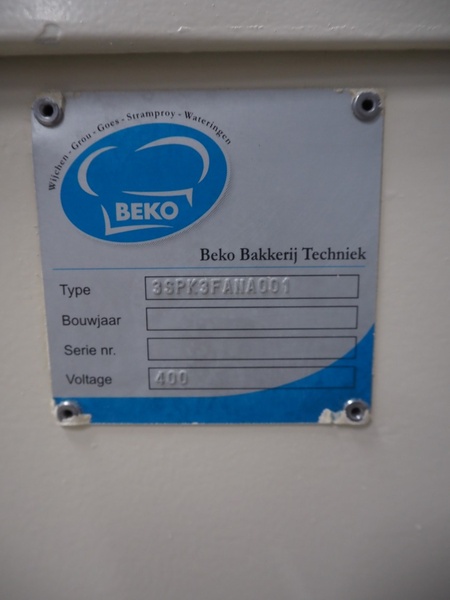 Wijchen - Grou - Goes - Stramproy - Wateringen
BEKO
Beko Bakkerij Techniek
Type 3SPK3FANA001
Bouwjaar
Serie nr.
Voltage 400